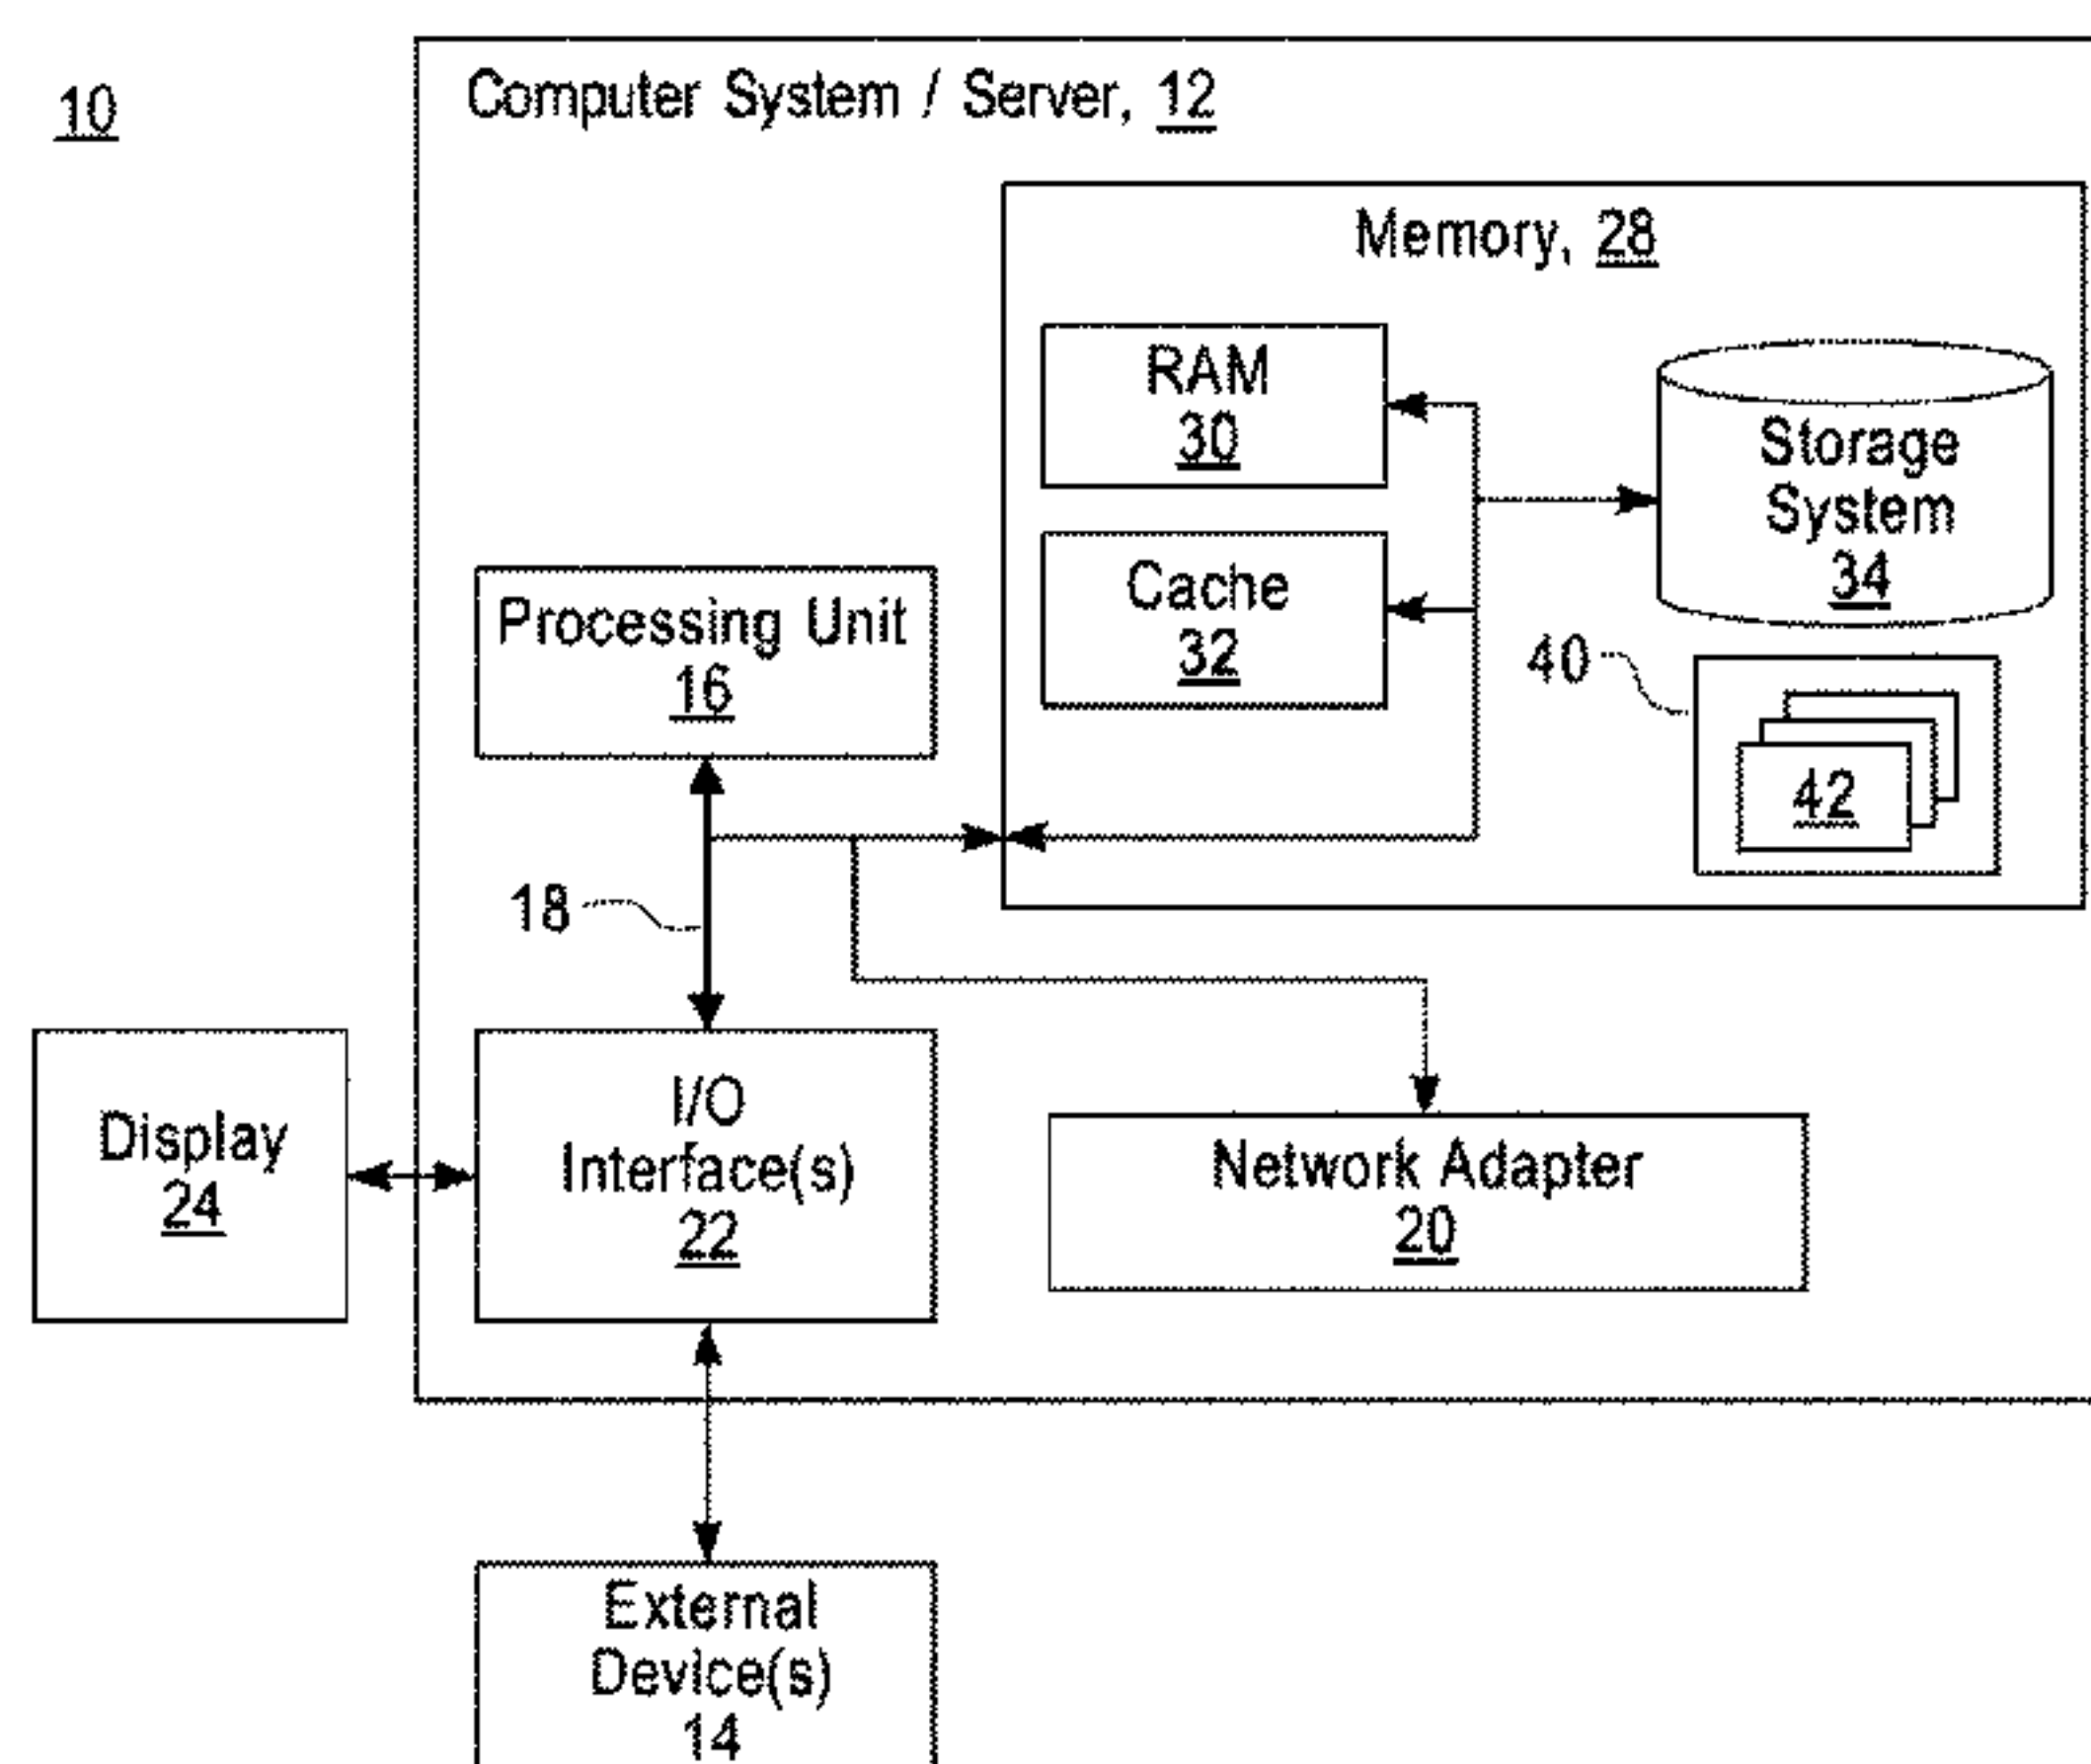 10
Computer System / Server, 12
Memory, 28
RAM
30
Storage
System
34
Cache
32
Processing Unit
16
40
42
18
Display
24
I/O
Interface(s)
22
Network Adapter
20
External
Device(s)
14